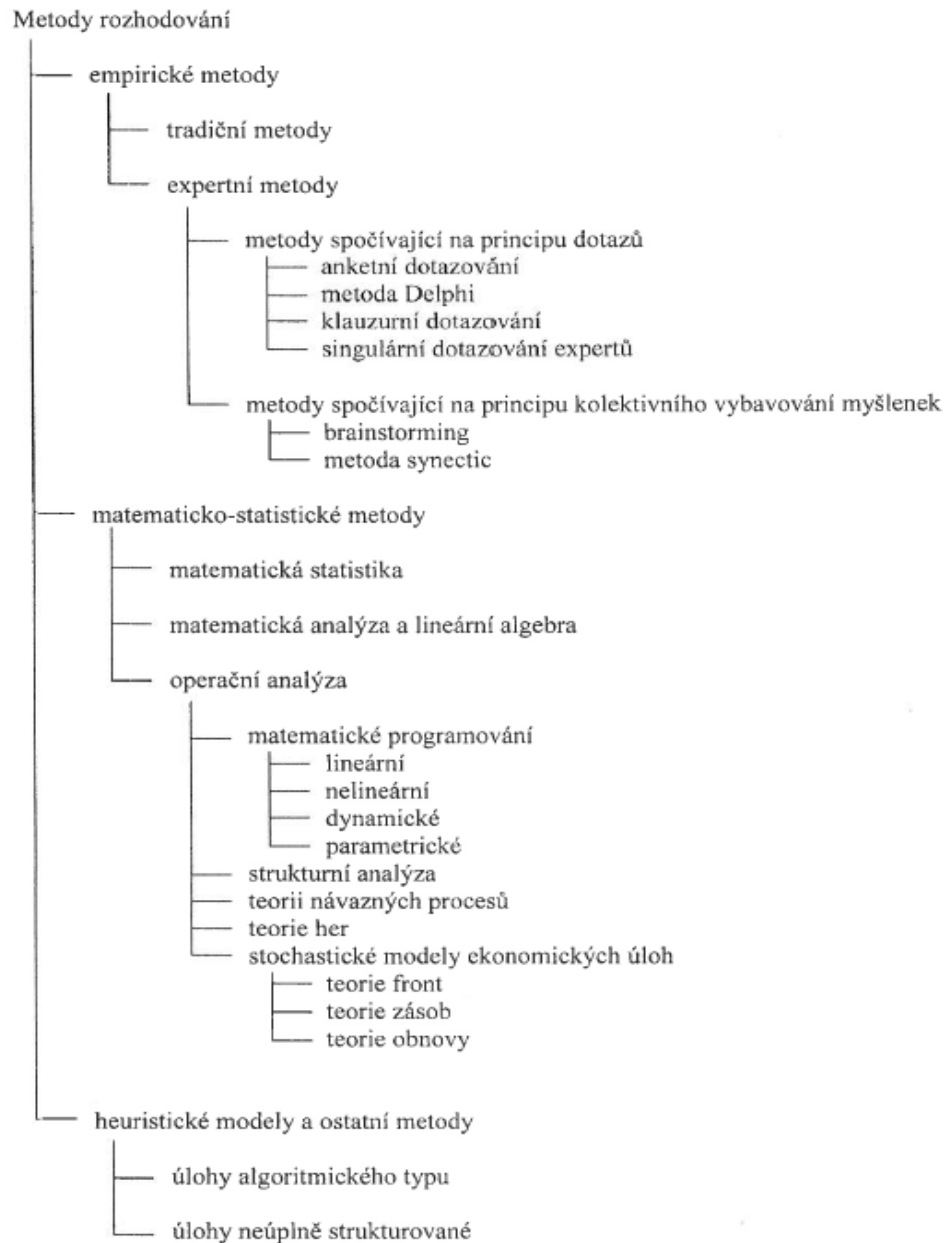 Metody rozhodování
empirické metody
tradiční metody
expertní metody
metody spočívající na principu dotazů
anketní dotazování
metoda Delphi
klauzurní dotazování
singulární dotazování expertů
metody spočívající na principu kolektivního vybavování myšlenek
brainstorming
metoda synectic
matematicko-statistické metody
matematická statistika
matematická analýza a lineární algebra
operační analýza
matematické programování
lineární
nelineární
dynamické
parametrické
strukturní analýza
teorii návazných procesů
teorie her
stochastické modely ekonomických úloh
teorie front
teorie zásob
teorie obnovy
heuristické modely a ostatní metody
úlohy algoritmického typu
úlohy neúplně strukturované